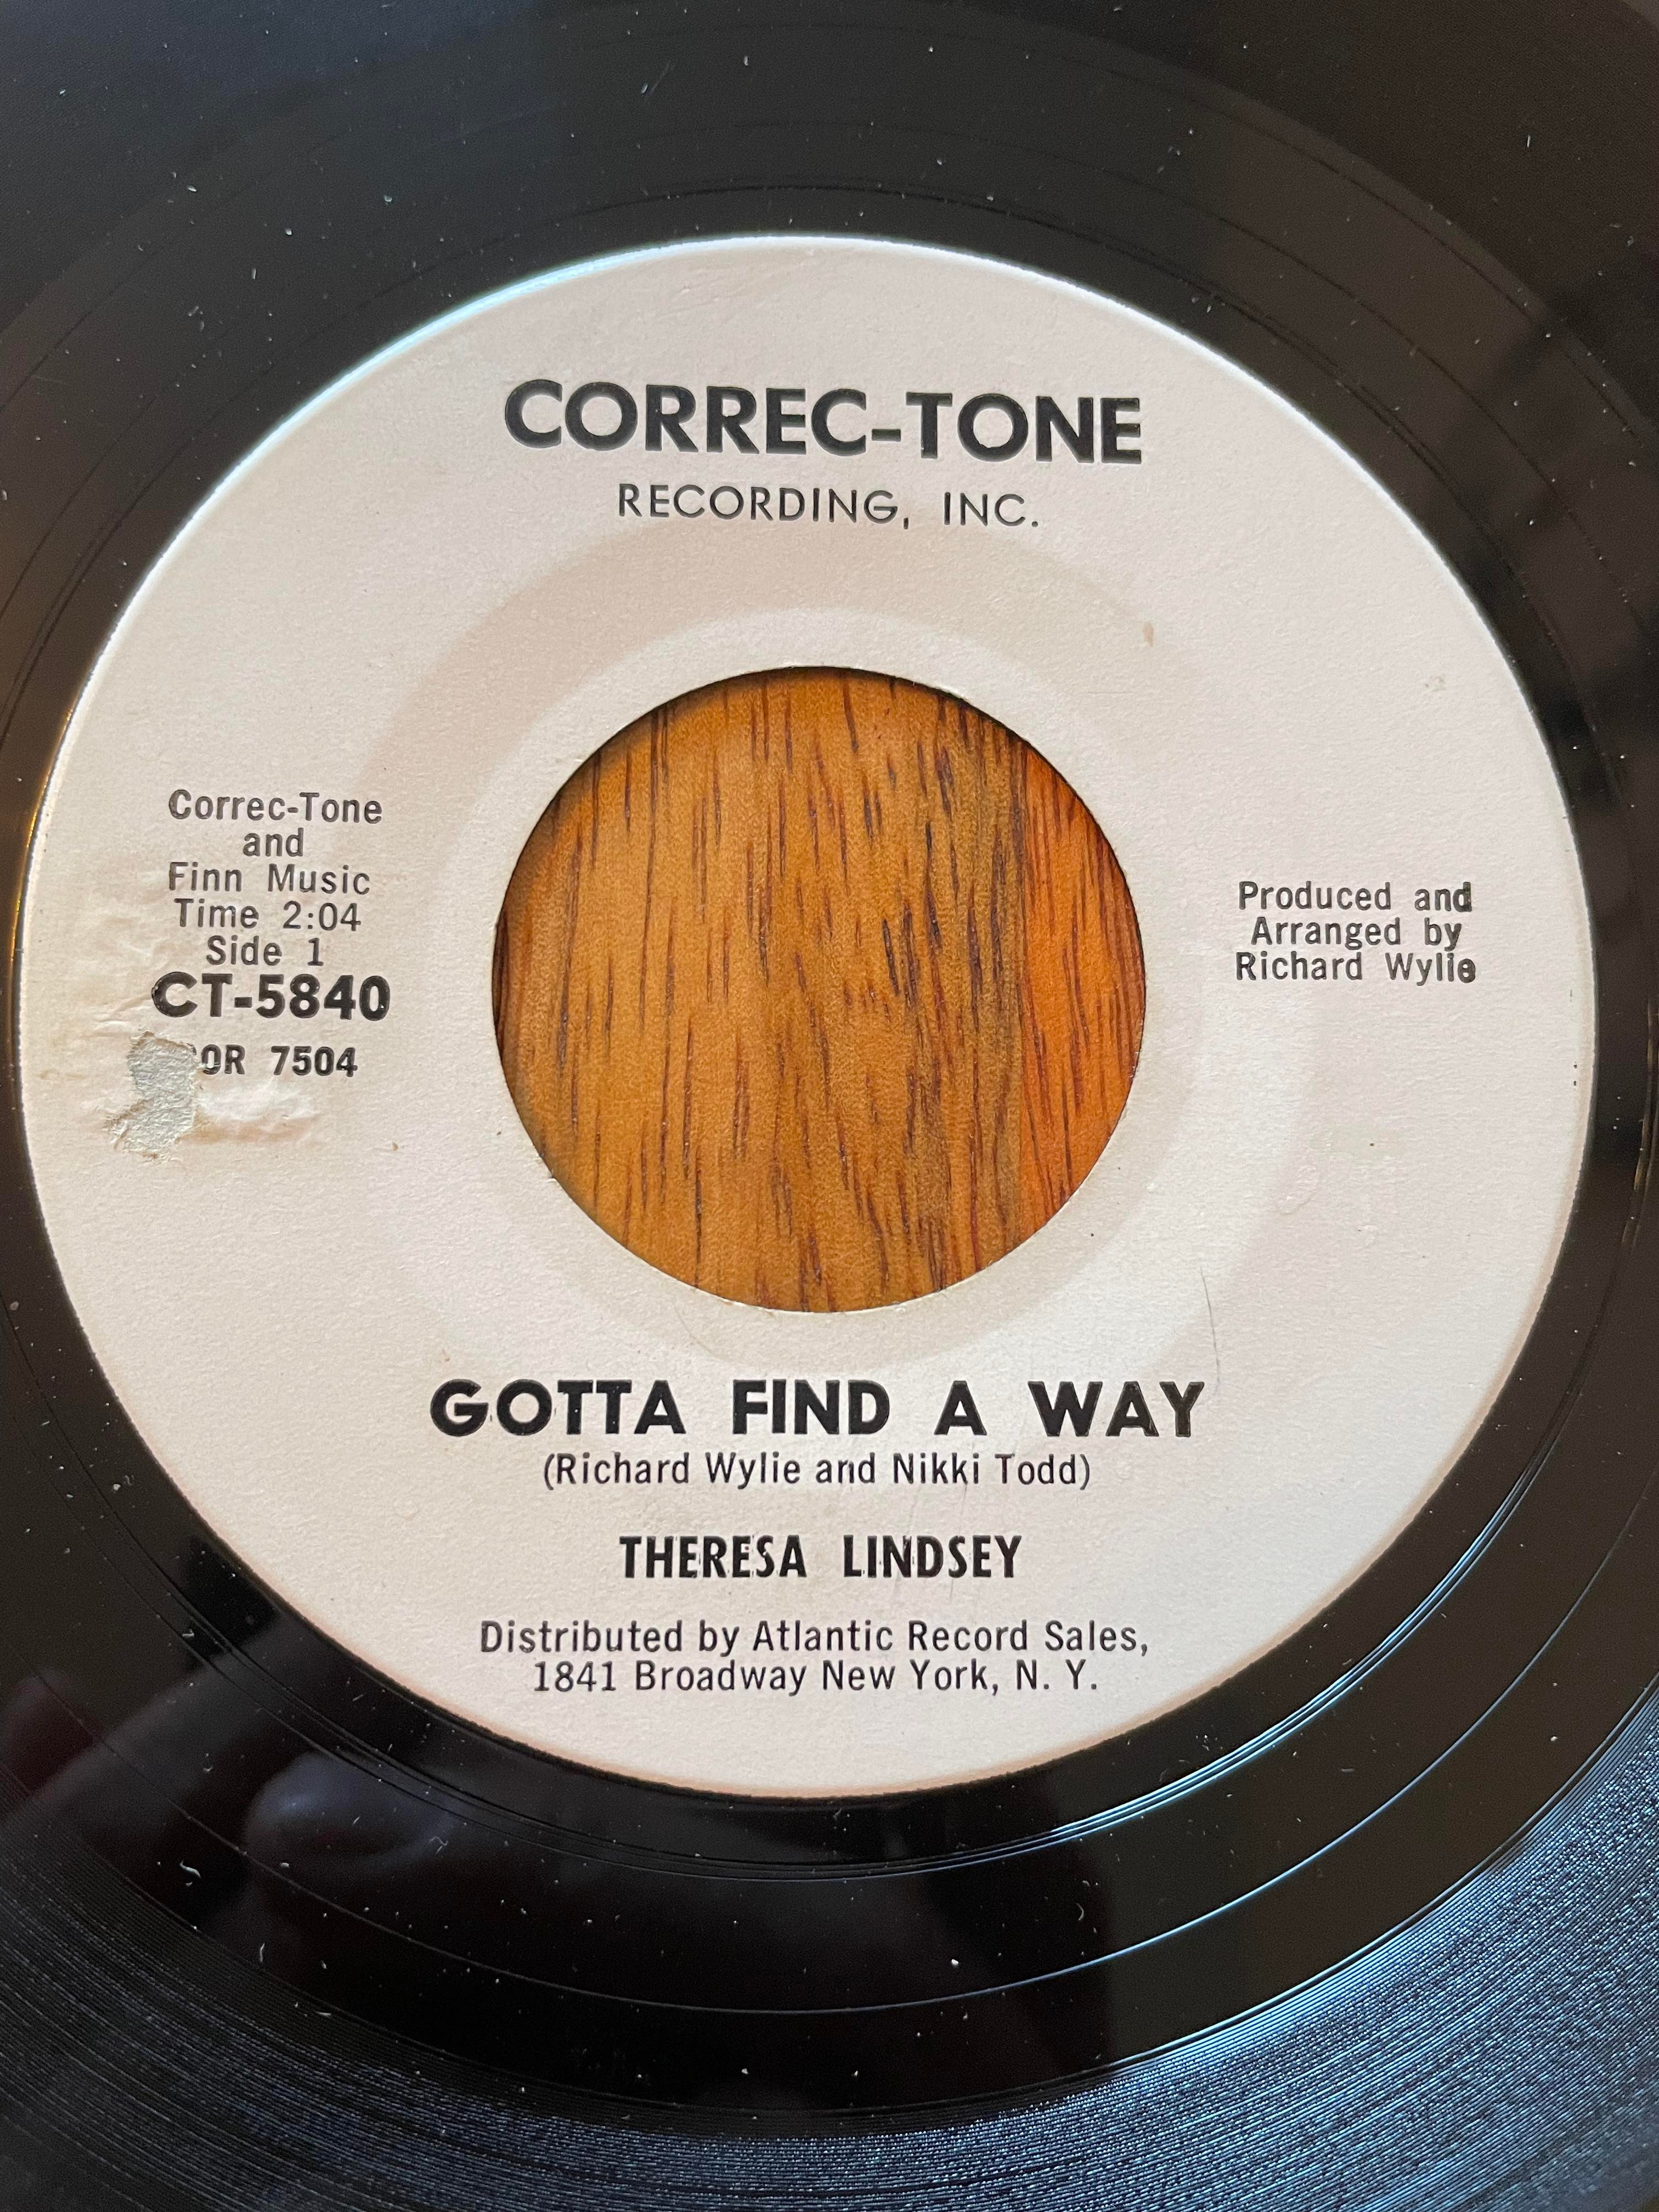 CORREC-TONE
RECORDING, INC.
Correc-Tone
and
Finn Music
Time 2:04
Side 1
CT-5840
7504
Produced and
Arranged by
Richard Wylie
GOTTA FIND A WAY
(Richard Wylie and Nikki Todd)
THERESA LINDSEY
Distributed by Atlantic Record Sales,
1841 Broadway New York, N. Y.